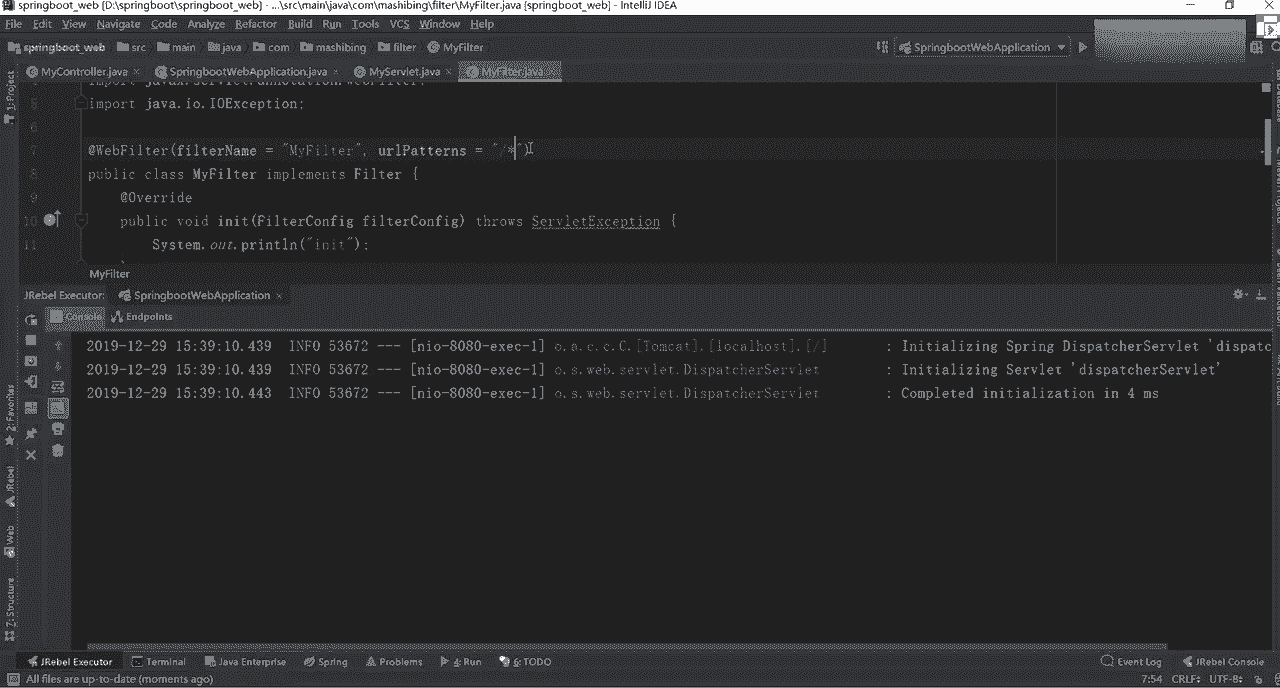 springboot_web [D:\springboot\springboot_web] - ...\src\main\java\com\mashibing\filter\MyFilter.java [springboot_web] - IntelliJ IDEA
File Edit View Navigate Code Analyze Refactor Build Run Tools VCS Window Help
springboot_web src main java com mashibing filter MyFilter SpringbootWebApplication
MyController.java SpringbootWebApplication.java MyServlet.java MyFilter.java
1: Project
import javax.servlet.annotation.WebFilter;
5 import java.io.IOException;
6
7 @WebFilter(filterName = "MyFilter", urlPatterns = "/*")
8 public class MyFilter implements Filter {
9 @Override
10 public void init(FilterConfig filterConfig) throws ServletException {
11 System.out.println("init");
MyFilter
JRebel Executor: SpringbootWebApplication
Console Endpoints
2019-12-29 15:39:10.439 INFO 53672 --- [nio-8080-exec-1] o.a.c.c.C.[Tomcat].[localhost].[/] : Initializing Spring DispatcherServlet 'dispatc
2019-12-29 15:39:10.439 INFO 53672 --- [nio-8080-exec-1] o.s.web.servlet.DispatcherServlet : Initializing Servlet 'dispatcherServlet'
2019-12-29 15:39:10.443 INFO 53672 --- [nio-8080-exec-1] o.s.web.servlet.DispatcherServlet : Completed initialization in 4 ms
2: Favorites
JRebel
Web
7: Structure
JRebel Executor Terminal Java Enterprise Spring Problems 4: Run 6: TODO Event Log JRebel Console
All files are up-to-date (moments ago) 7:54 CRLF UTF-8